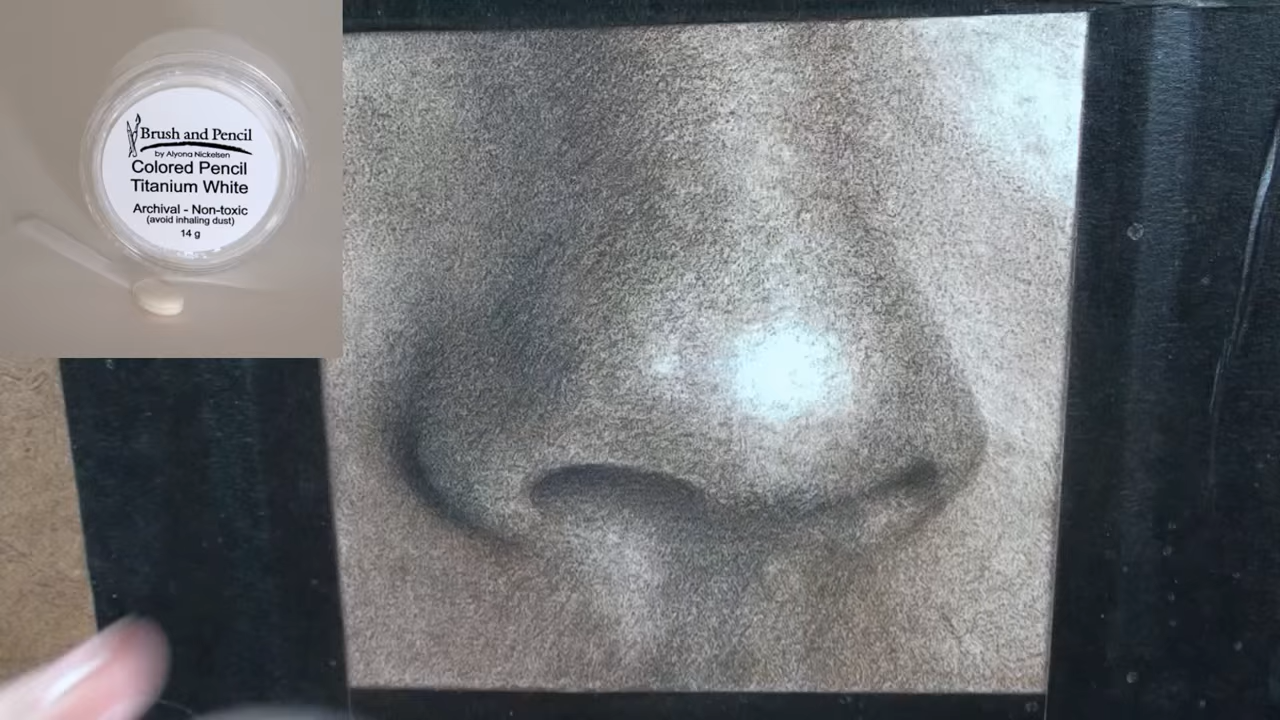 Brush and Pencil
by Alyona Nickelsen
Colored Pencil
Titanium White
Archival - Non-toxic
(avoid inhaling dust)
14 g